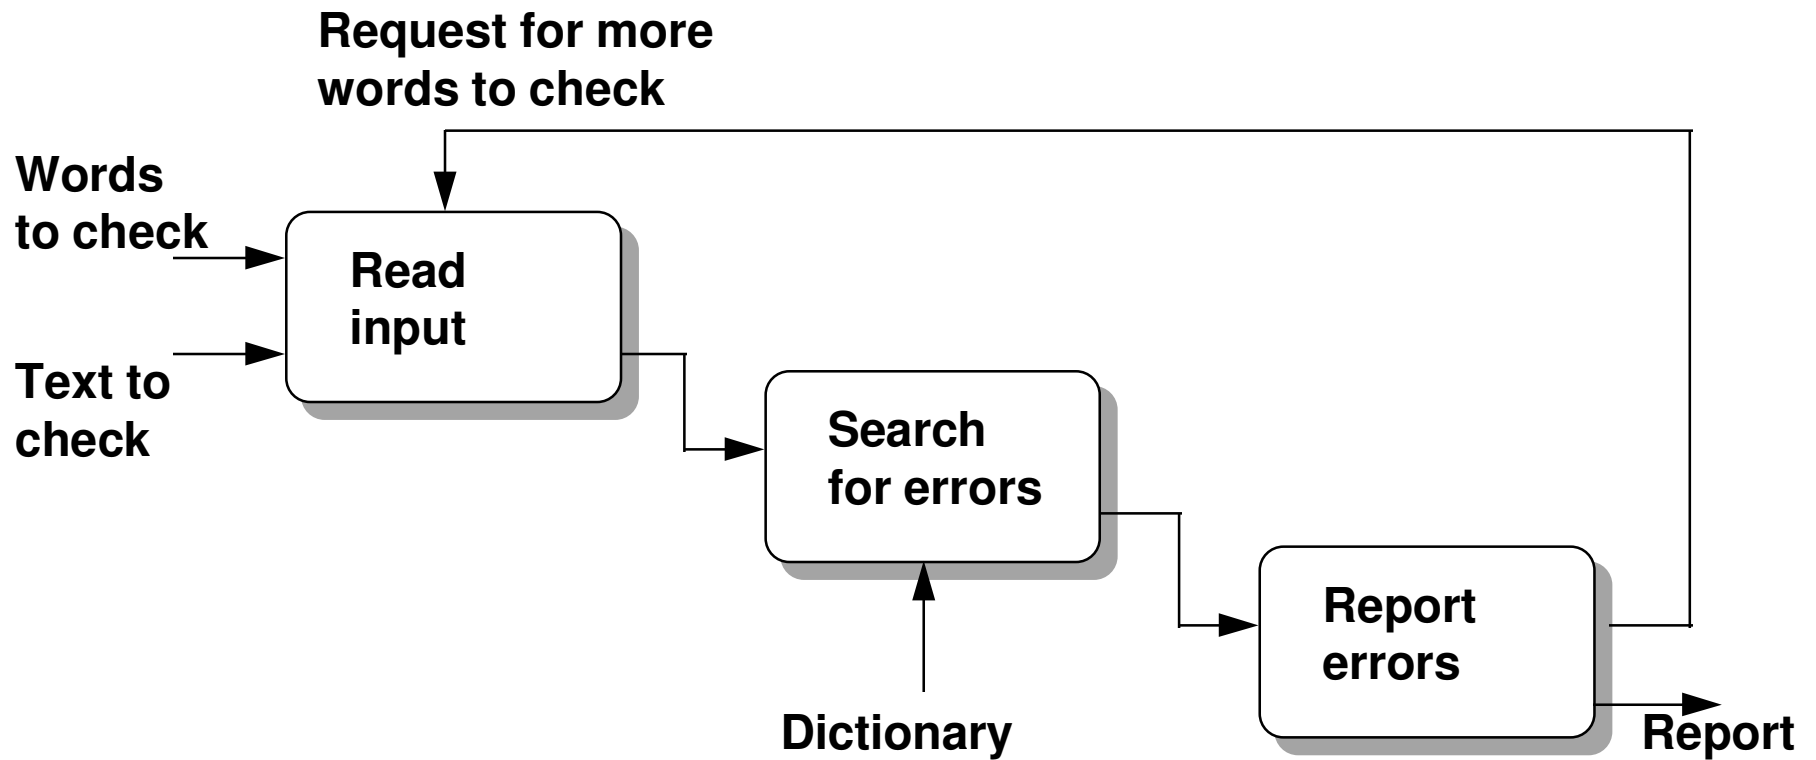 Request for more
words to check
Words
to check
Read
input
Text to
check
Search
for errors
Report
errors
Dictionary
Report